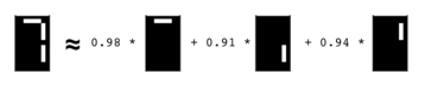 ≈ 0.98 * + 0.91 * + 0.94 *